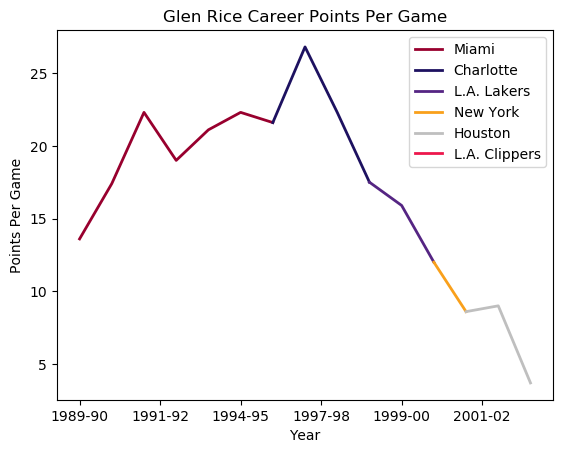 Glen Rice Career Points Per Game
Miami
Charlotte
L.A. Lakers
New York
Houston
L.A. Clippers
Points Per Game
25
20
15
10
5
1989-90 1991-92 1994-95 1997-98 1999-00 2001-02
Year